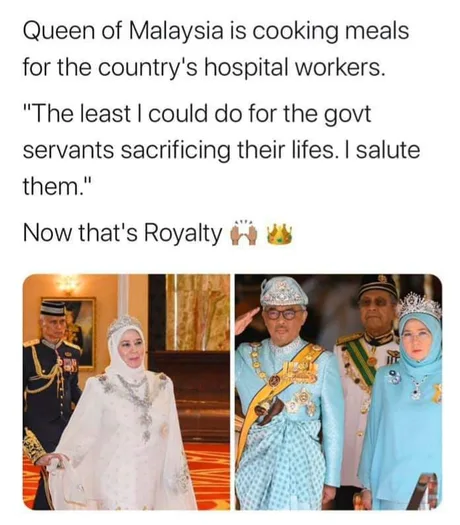 Queen of Malaysia is cooking meals
for the country's hospital workers.
"The least I could do for the govt
servants sacrificing their lifes. I salute
them."
Now that's Royalty 🙌🏽 👑